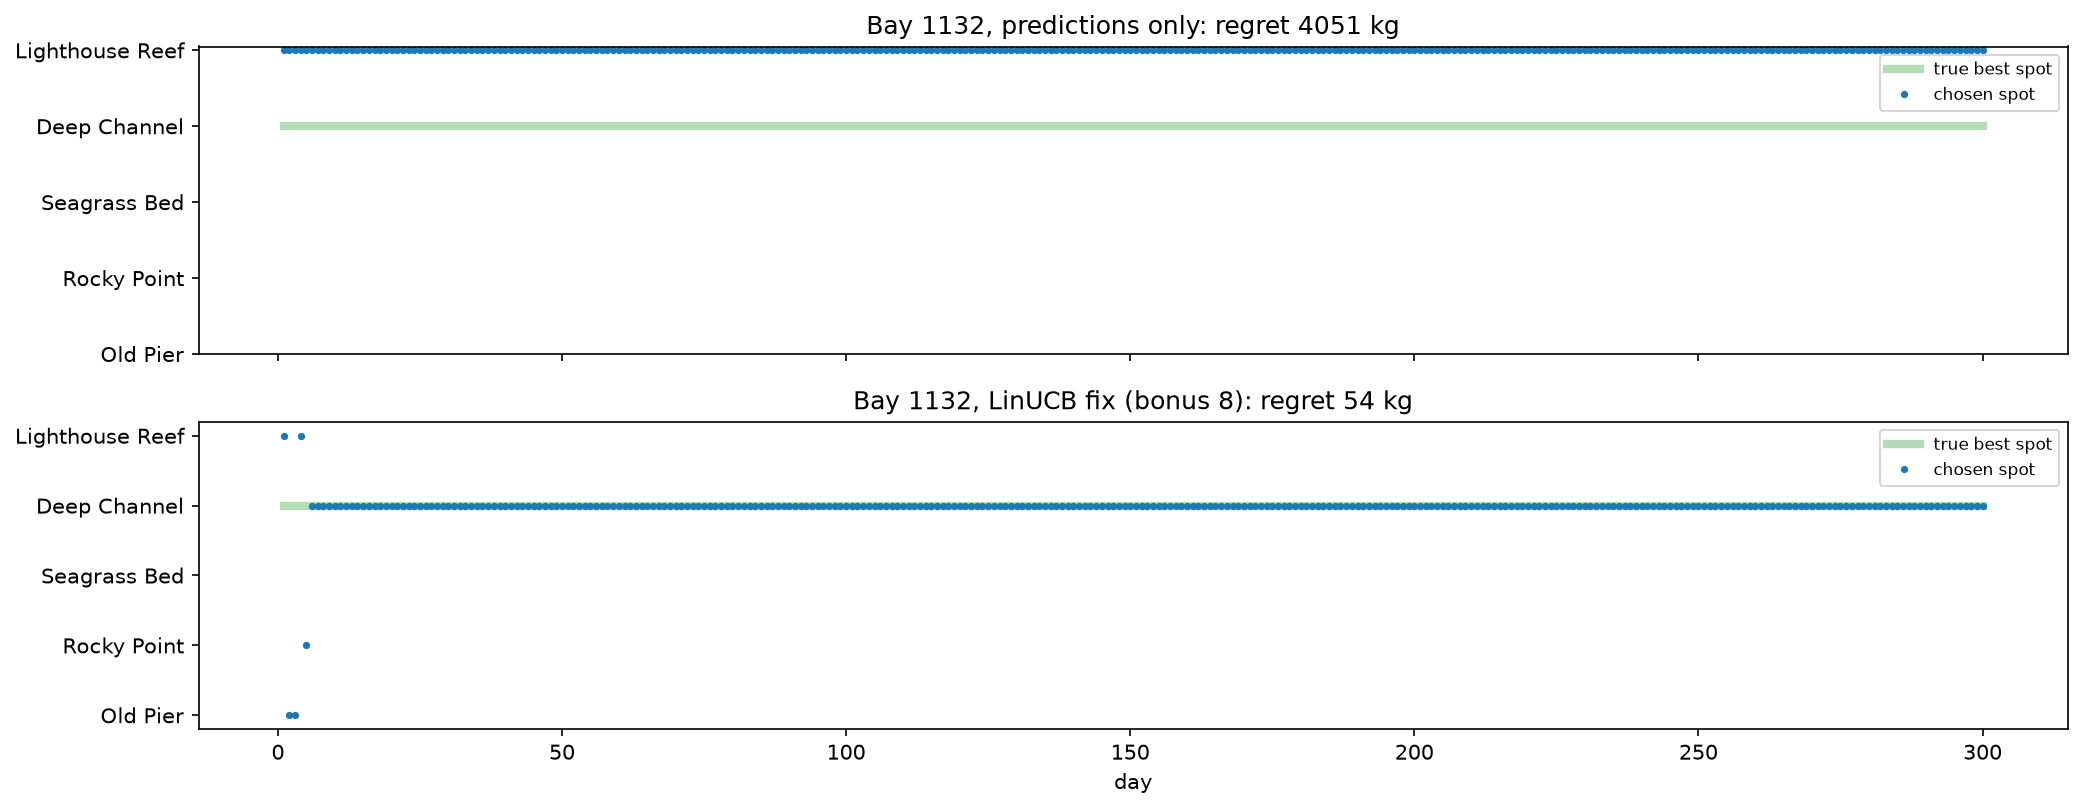 Bay 1132, predictions only: regret 4051 kg
Lighthouse Reef
Deep Channel
Seagrass Bed
Rocky Point
Old Pier
true best spot
chosen spot
Bay 1132, LinUCB fix (bonus 8): regret 54 kg
Lighthouse Reef
Deep Channel
Seagrass Bed
Rocky Point
Old Pier
true best spot
chosen spot
0 50 100 150 200 250 300
day